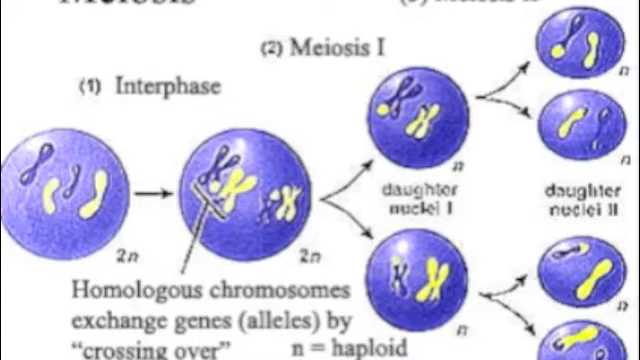 Meiosis
(2) Meiosis I
(1) Interphase
n
n
n
daughter
nuclei I
daughter
nuclei II
2n
2n
Homologous chromosomes
exchange genes (alleles) by
"crossing over"
n = haploid
n
n